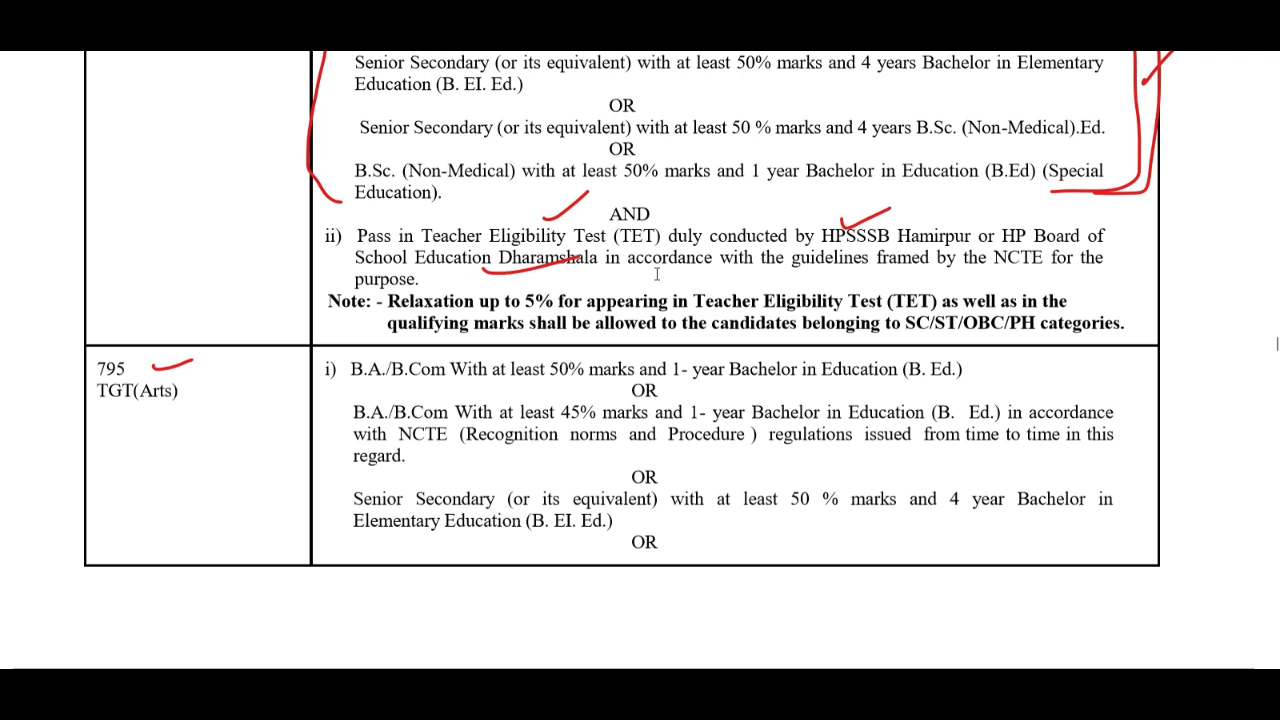 Senior Secondary (or its equivalent) with at least 50% marks and 4 years Bachelor in Elementary
Education (B. EI. Ed.)
OR
Senior Secondary (or its equivalent) with at least 50 % marks and 4 years B.Sc. (Non-Medical).Ed.
OR
B.Sc. (Non-Medical) with at least 50% marks and 1 year Bachelor in Education (B.Ed) (Special
Education).
AND
ii) Pass in Teacher Eligibility Test (TET) duly conducted by HPSSSB Hamirpur or HP Board of
School Education Dharamshala in accordance with the guidelines framed by the NCTE for the
purpose.
Note: - Relaxation up to 5% for appearing in Teacher Eligibility Test (TET) as well as in the
qualifying marks shall be allowed to the candidates belonging to SC/ST/OBC/PH categories.
795
TGT(Arts)
i) B.A./B.Com With at least 50% marks and 1- year Bachelor in Education (B. Ed.)
OR
B.A./B.Com With at least 45% marks and 1- year Bachelor in Education (B. Ed.) in accordance
with NCTE (Recognition norms and Procedure ) regulations issued from time to time in this
regard.
OR
Senior Secondary (or its equivalent) with at least 50 % marks and 4 year Bachelor in
Elementary Education (B. EI. Ed.)
OR